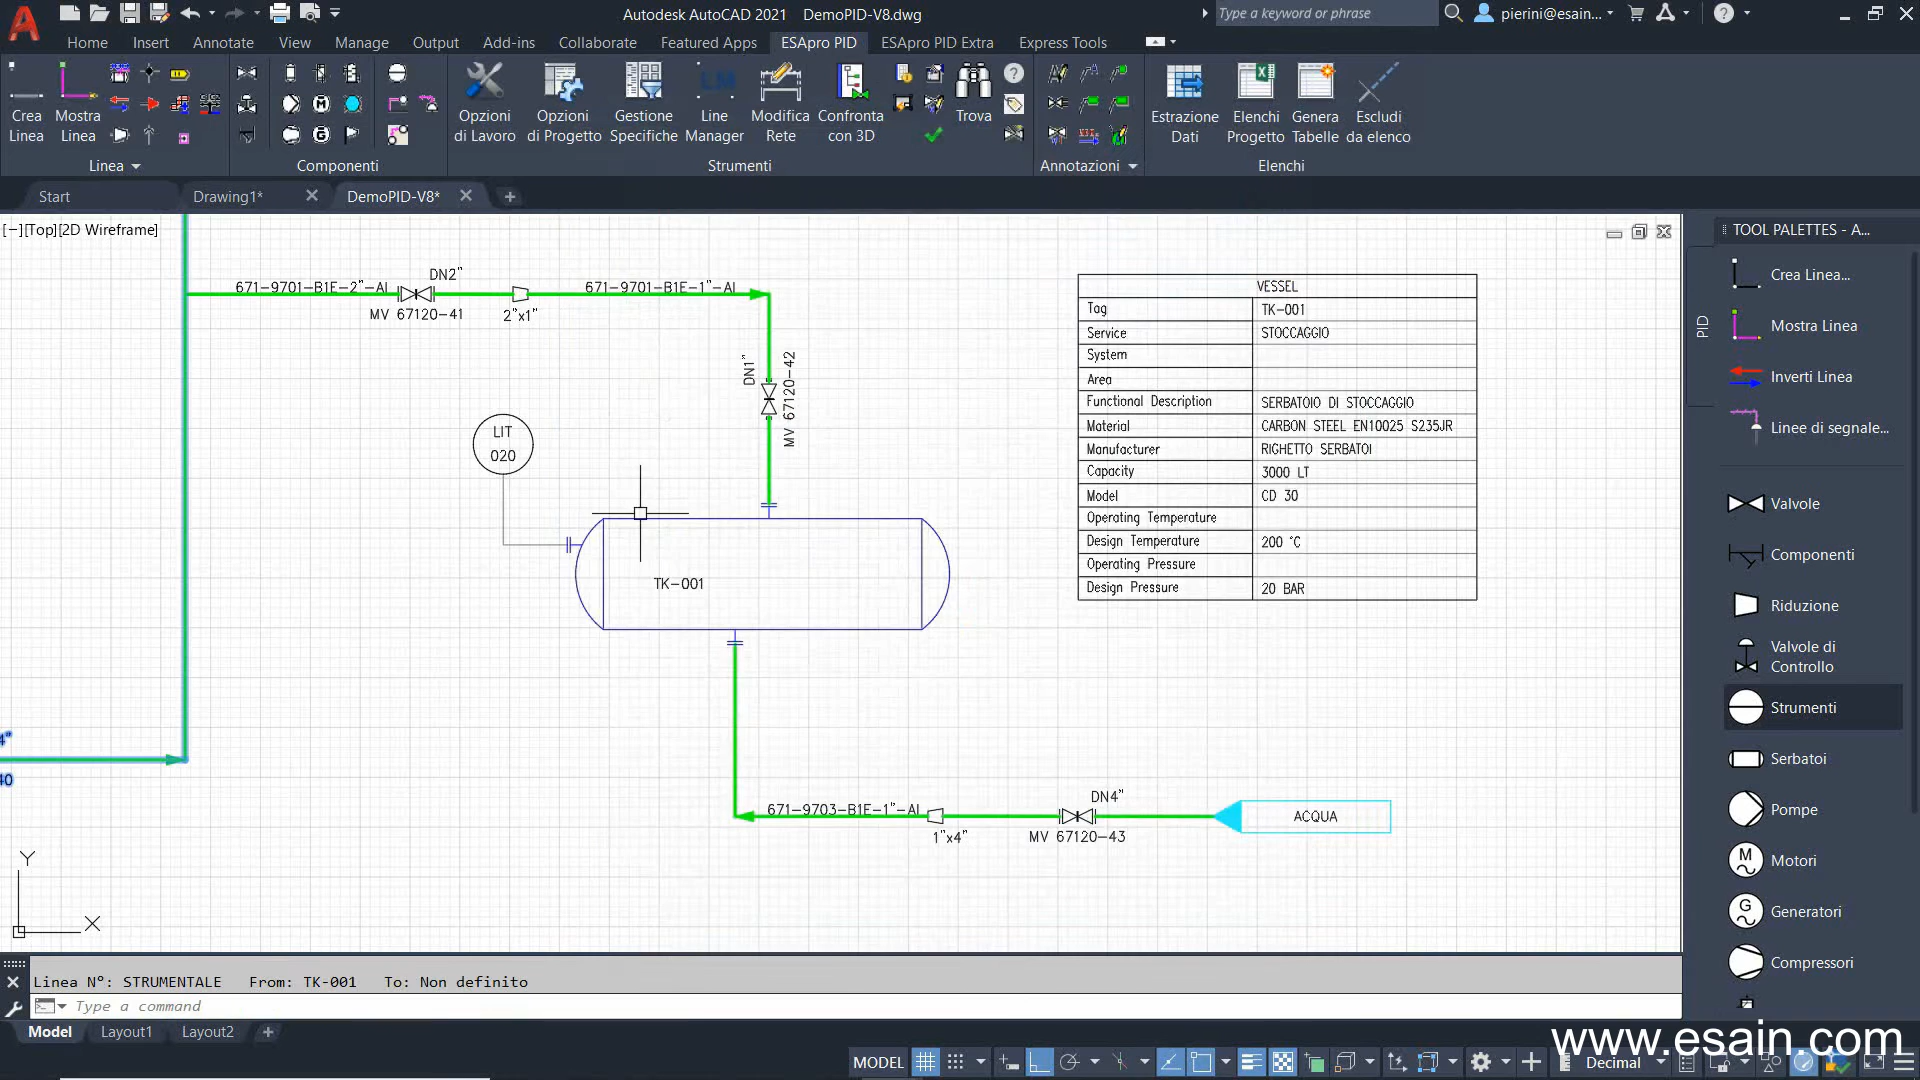 Autodesk AutoCAD 2021 DemoPID-V8.dwg
Type a keyword or phrase
pierini@esain...
Home Insert Annotate View Manage Output Add-ins Collaborate Featured Apps ESApro PID ESApro PID Extra Express Tools
Crea Linea
Mostra Linea
Opzioni di Lavoro
Opzioni di Progetto
Gestione Specifiche
LM
Line Manager
Modifica Rete
Confronta con 3D
Trova
Estrazione Dati
Elenchi Progetto
Genera Tabelle
Escludi da elenco
Linea Componenti Strumenti Annotazioni Elenchi
Start Drawing1* DemoPID-V8*
[−][Top][2D Wireframe]
TOOL PALETTES - A...
DN2"
671-9701-B1E-2"-AI
671-9701-B1E-1"-AI
MV 67120-41
2"x1"
DN1"
MV 67120-42
LIT
020
TK-001
4"
40
671-9703-B1E-1"-AI
1"x4"
DN4"
MV 67120-43
ACQUA
VESSEL
Tag TK-001
Service STOCCAGGIO
System
Area
Functional Description SERBATOIO DI STOCCAGGIO
Material CARBON STEEL EN10025 S235JR
Manufacturer RIGHETTO SERBATOI
Capacity 3000 LT
Model CD 30
Operating Temperature
Design Temperature 200 °C
Operating Pressure
Design Pressure 20 BAR
Y
X
PID
Crea Linea...
Mostra Linea
Inverti Linea
Linee di segnale...
Valvole
Componenti
Riduzione
Valvole di
Controllo
Strumenti
Serbatoi
Pompe
M
Motori
G
Generatori
Compressori
Linea N°: STRUMENTALE From: TK-001 To: Non definito
Type a command
Model Layout1 Layout2
MODEL
Decimal
www.esain.com